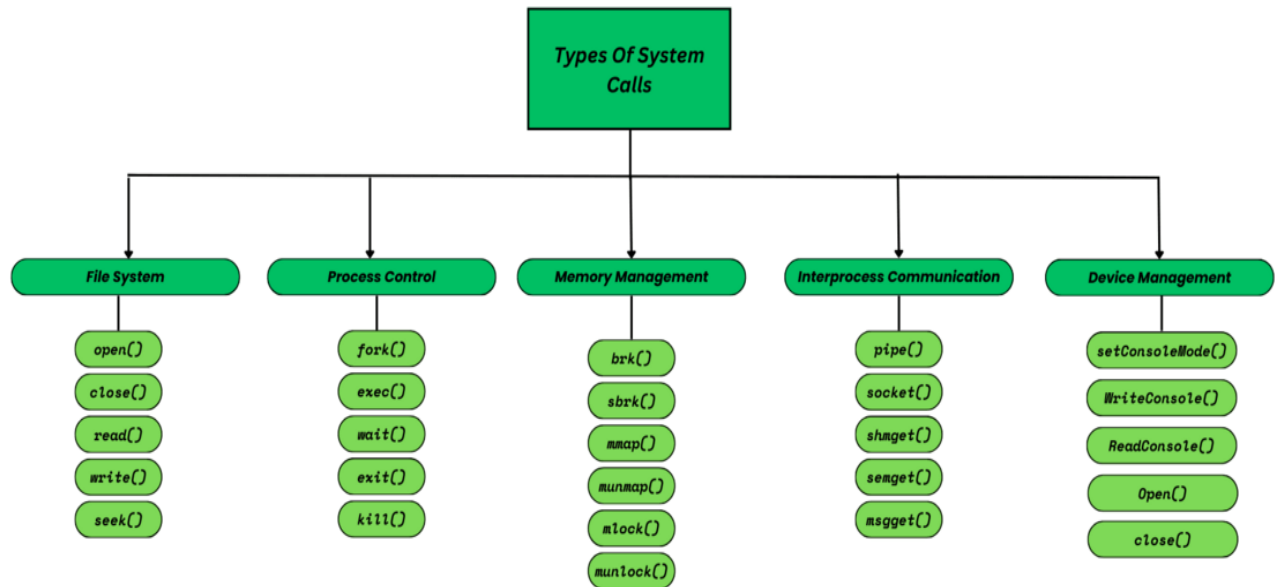 Types Of System
Calls
File System
Process Control
Memory Management
Interprocess Communication
Device Management
open()
close()
read()
write()
seek()
fork()
exec()
wait()
exit()
kill()
brk()
sbrk()
mmap()
munmap()
mlock()
munlock()
pipe()
socket()
shmget()
semget()
msgget()
setConsoleMode()
WriteConsole()
ReadConsole()
Open()
close()